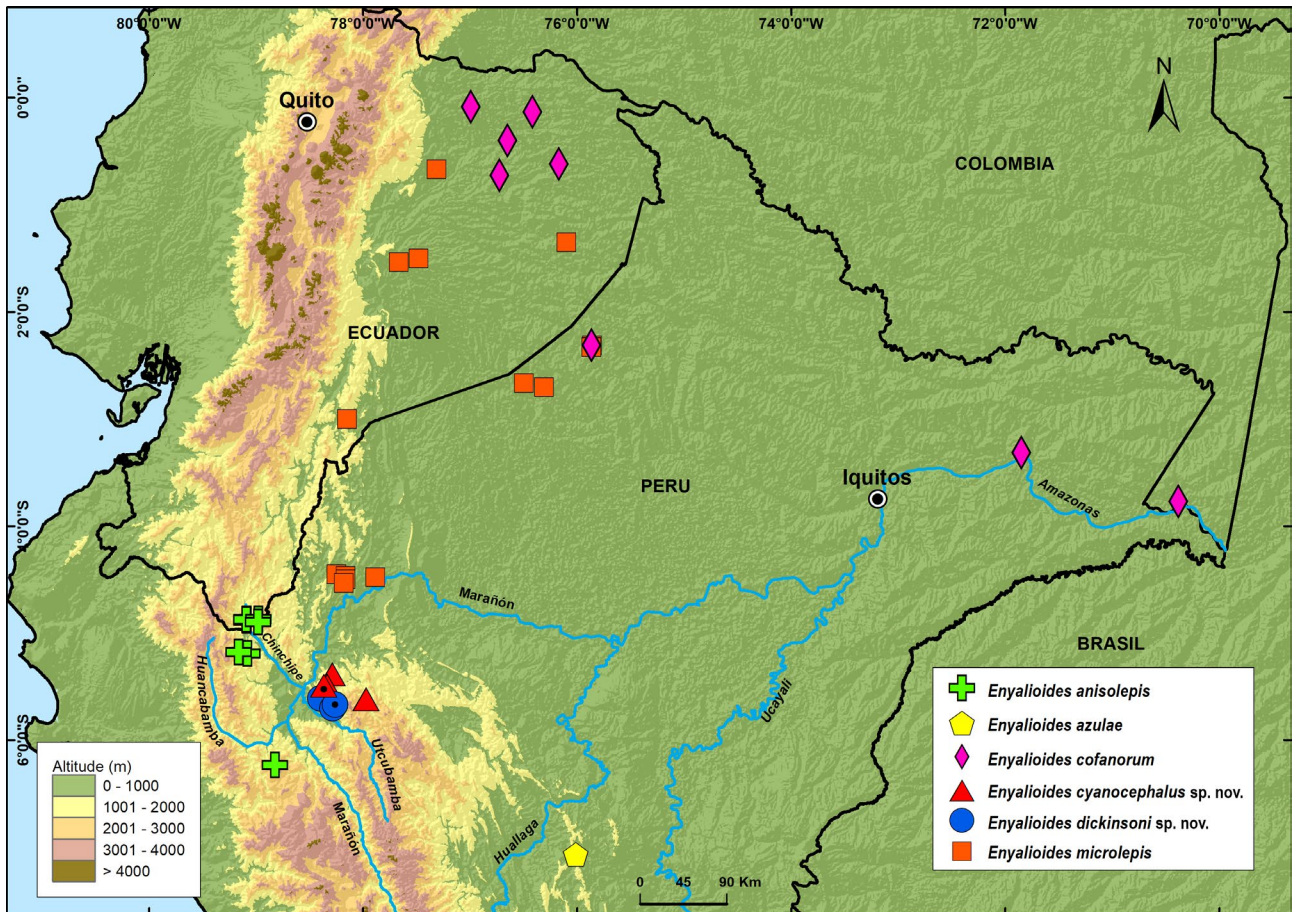 80°0'0"W 78°0'0"W 76°0'0"W 74°0'0"W 72°0'0"W 70°0'0"W
0°0'0"
2°0'0"S
4°0'0"S
6°0'0"S
N
Quito
COLOMBIA
ECUADOR
PERU
Iquitos
Amazonas
Marañón
Chinchipe
Huancabamba
BRASIL
Ucayali
Utcubamba
Marañón
Huallaga
Altitude (m)
0 - 1000
1001 - 2000
2001 - 3000
3001 - 4000
> 4000
0 45 90 Km
Enyalioides anisolepis
Enyalioides azulae
Enyalioides cofanorum
Enyalioides cyanocephalus sp. nov.
Enyalioides dickinsoni sp. nov.
Enyalioides microlepis